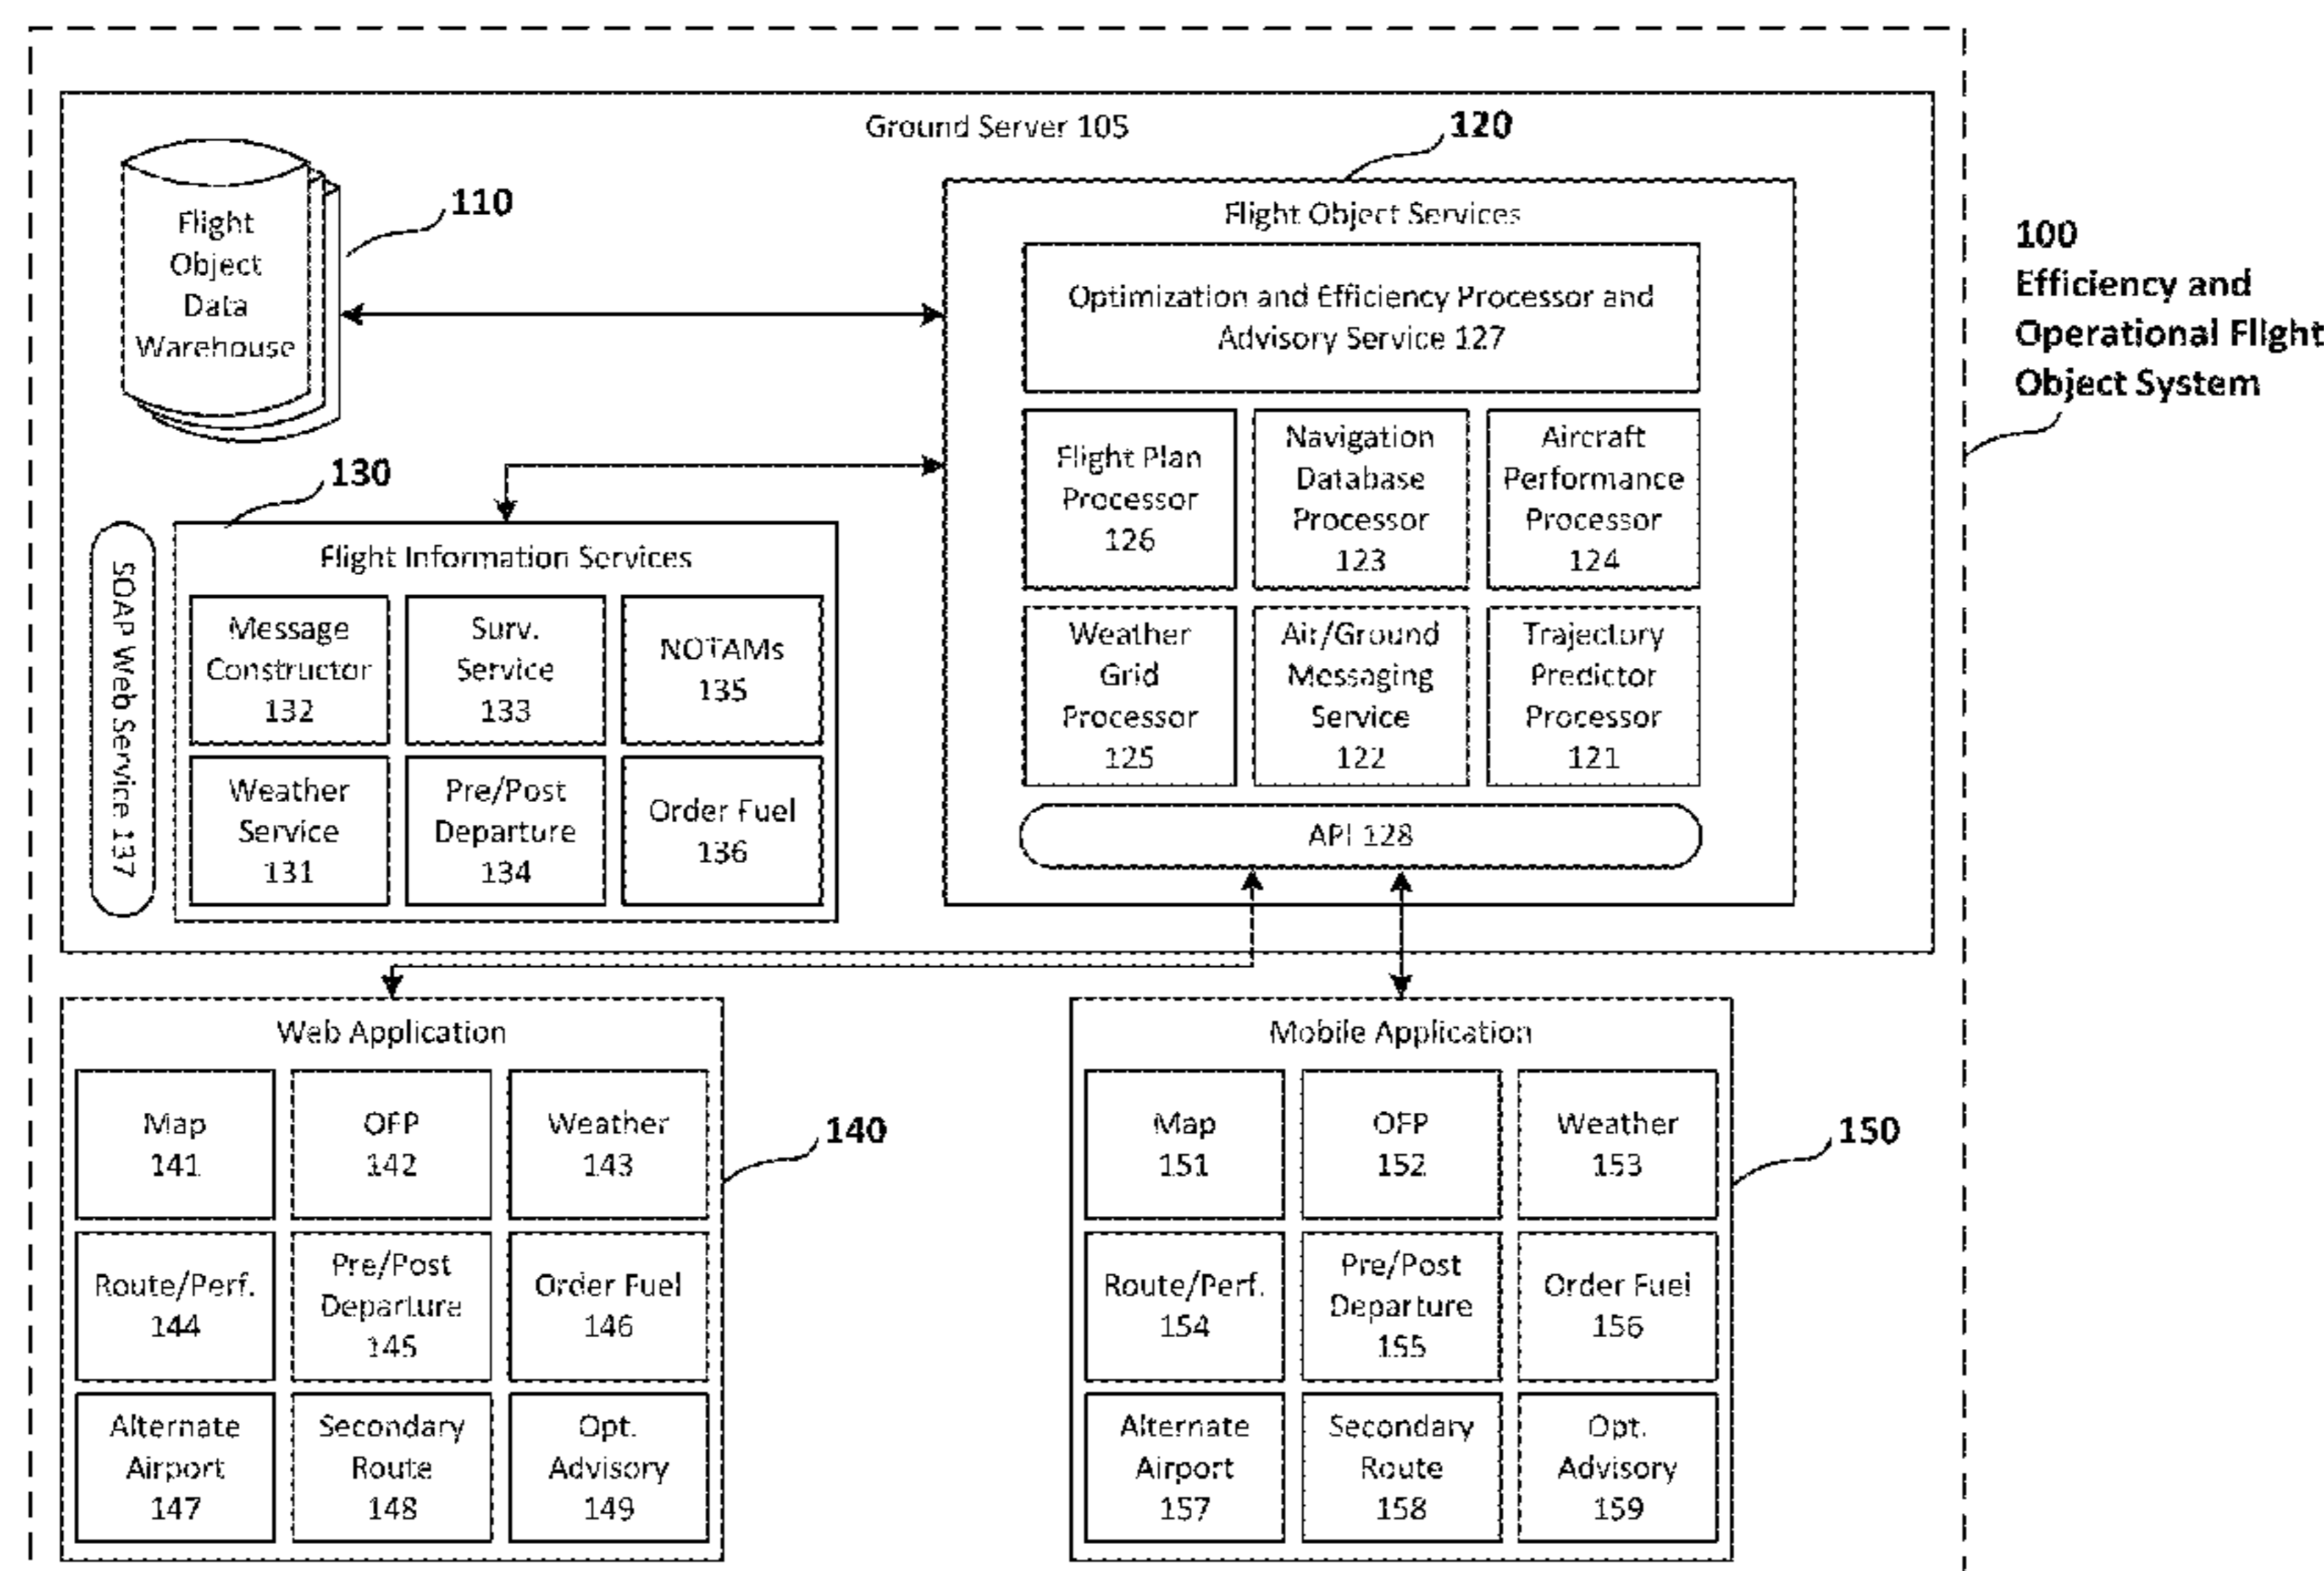 Ground Server 105
120
110
Flight
Object
Data
Warehouse
Flight Object Services
Optimization and Efficiency Processor and
Advisory Service 127
100
Efficiency and
Operational Flight
Object System
Flight Plan
Processor
126
Navigation
Database
Processor
123
Aircraft
Performance
Processor
124
Weather
Grid
Processor
125
Air/Ground
Messaging
Service
122
Trajectory
Predictor
Processor
121
API 128
130
SOAP Web Service 137
Flight Information Services
Message
Constructor
132
Surv.
Service
133
NOTAMs
135
Weather
Service
131
Pre/Post
Departure
134
Order Fuel
136
Web Application
Map
141
OFP
142
Weather
143
140
Route/Perf.
144
Pre/Post
Departure
145
Order Fuel
146
Alternate
Airport
147
Secondary
Route
148
Opt.
Advisory
149
Mobile Application
Map
151
OFP
152
Weather
153
150
Route/Perf.
154
Pre/Post
Departure
155
Order Fuel
156
Alternate
Airport
157
Secondary
Route
158
Opt.
Advisory
159